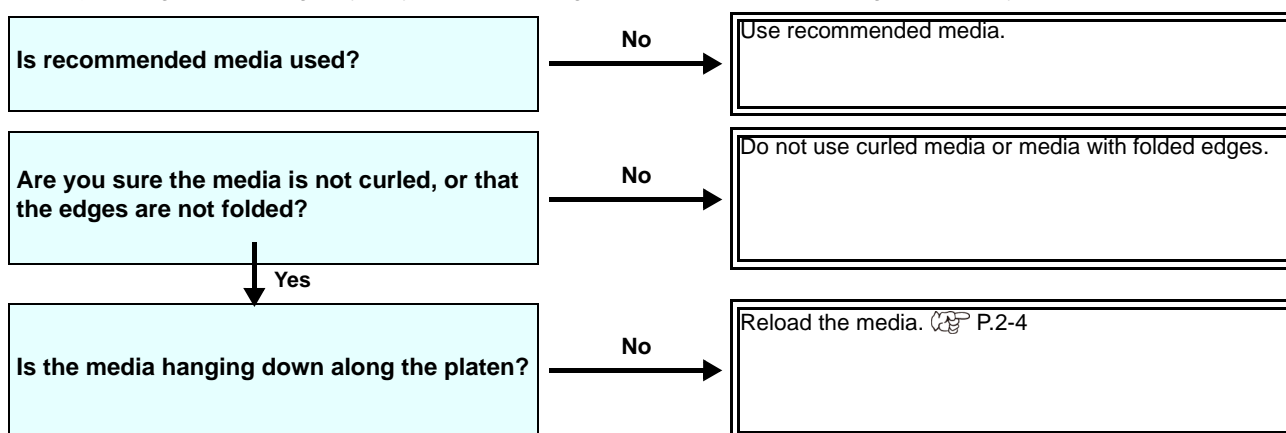 Is recommended media used?
No
Use recommended media.
Are you sure the media is not curled, or that
the edges are not folded?
No
Do not use curled media or media with folded edges.
Yes
Is the media hanging down along the platen?
No
Reload the media. P.2-4